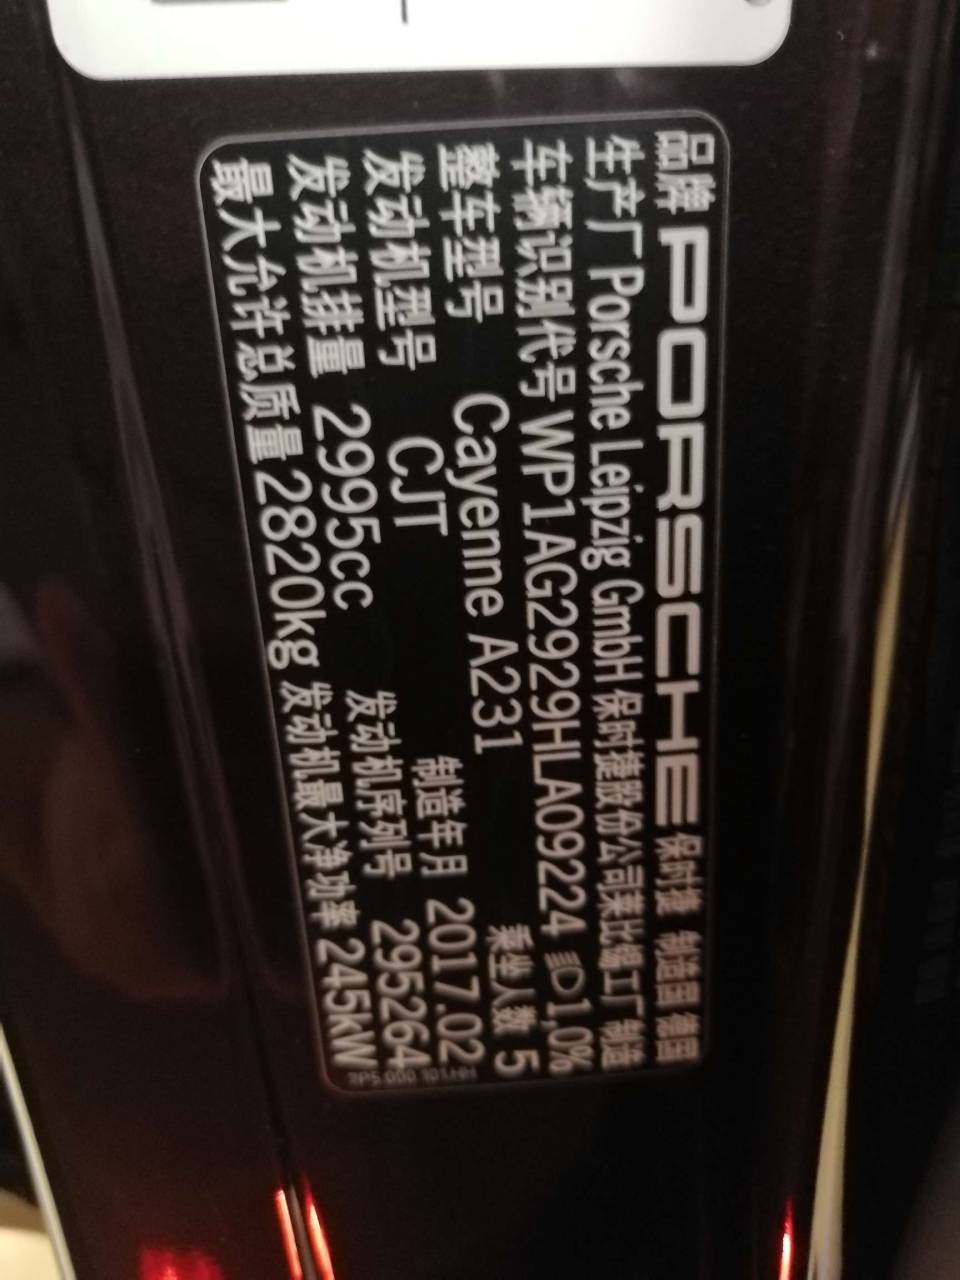 品牌 PORSCHE 保时捷 制造国 德国
生产厂 Porsche Leipzig GmbH 保时捷股份公司莱比锡工厂 制造
车辆识别代号 WP1AG2929HLA09224 1,0%
整车型号 Cayenne A231 乘坐人数 5
发动机型号 CJT 制造年月 2017.02
发动机排量 2995cc 发动机序列号 295264
最大允许总质量 2820kg 发动机最大净功率 245kW